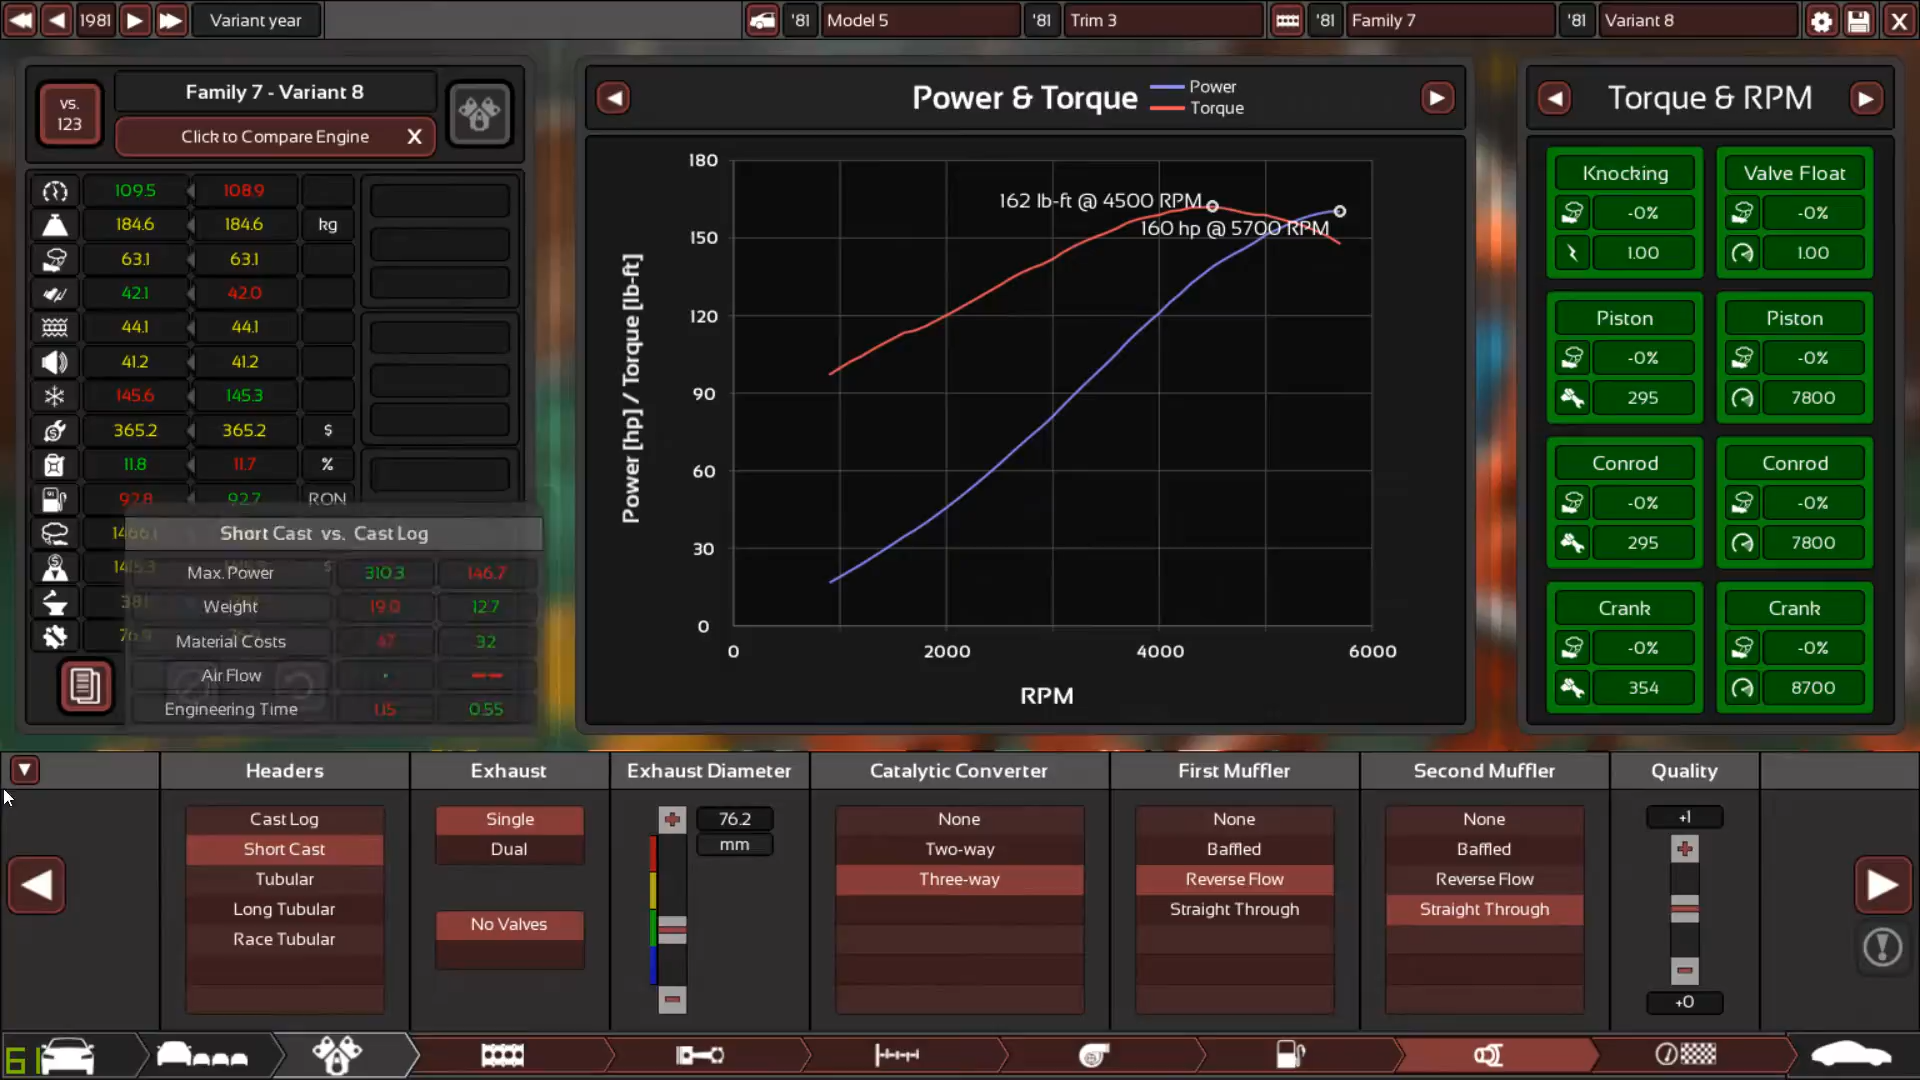 1981
Variant year
'81
Model 5
'81
Trim 3
'81
Family 7
'81
Variant 8
vs.
123
Family 7 - Variant 8
Click to Compare Engine X
109.5 108.9
184.6 184.6 kg
63.1 63.1
42.1 42.0
44.1 44.1
41.2 41.2
145.6 145.3
365.2 365.2 $
11.8 11.7 %
92.8 92.7 RON
Short Cast vs. Cast Log
Max. Power 310.3 146.7
Weight 19.0 12.7
Material Costs 47 32
Air Flow - --
Engineering Time 1.15 0.55
Power & Torque
Power
Torque
Power [hp] / Torque [lb-ft]
180
150
120
90
60
30
0
162 lb-ft @ 4500 RPM
160 hp @ 5700 RPM
0 2000 4000 6000
RPM
Torque & RPM
Knocking Valve Float
-0% -0%
1.00 1.00
Piston Piston
-0% -0%
295 7800
Conrod Conrod
-0% -0%
295 7800
Crank Crank
-0% -0%
354 8700
Headers
Cast Log
Short Cast
Tubular
Long Tubular
Race Tubular
Exhaust
Single
Dual
No Valves
Exhaust Diameter
76.2
mm
Catalytic Converter
None
Two-way
Three-way
First Muffler
None
Baffled
Reverse Flow
Straight Through
Second Muffler
None
Baffled
Reverse Flow
Straight Through
Quality
+1
+0
61